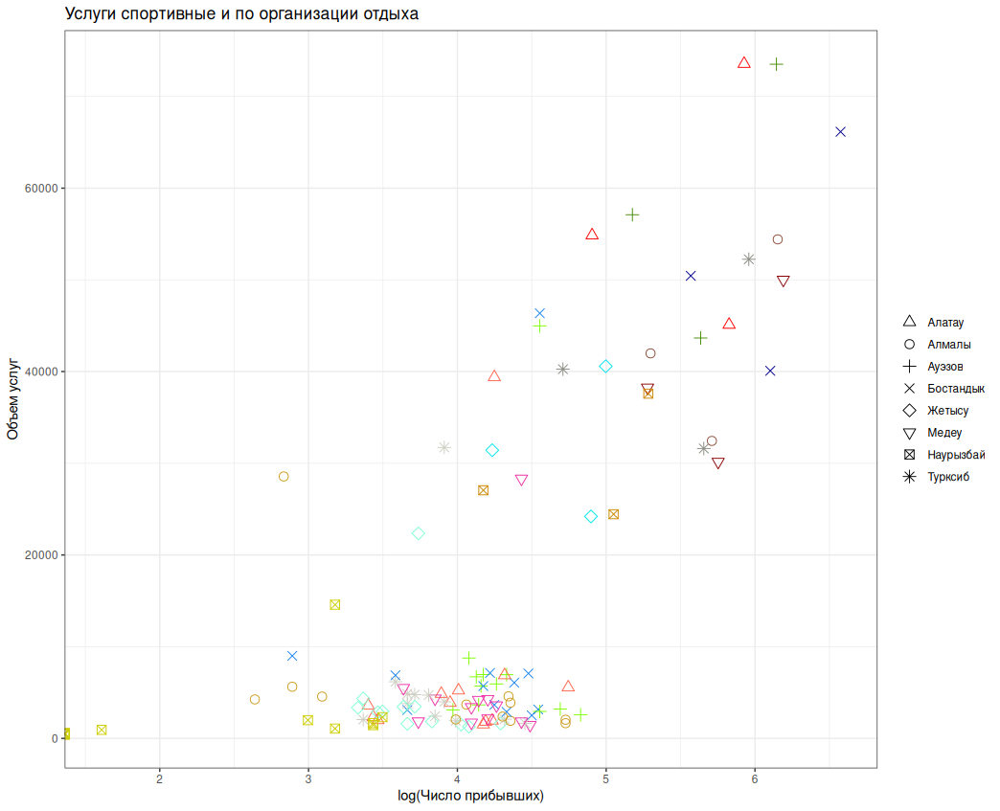 Услуги спортивные и по организации отдыха
60000
40000
20000
0
Объем услуг
2 3 4 5 6
log(Число прибывших)
Алатау
Алмалы
Ауэзов
Бостандык
Жетысу
Медеу
Наурызбай
Турксиб